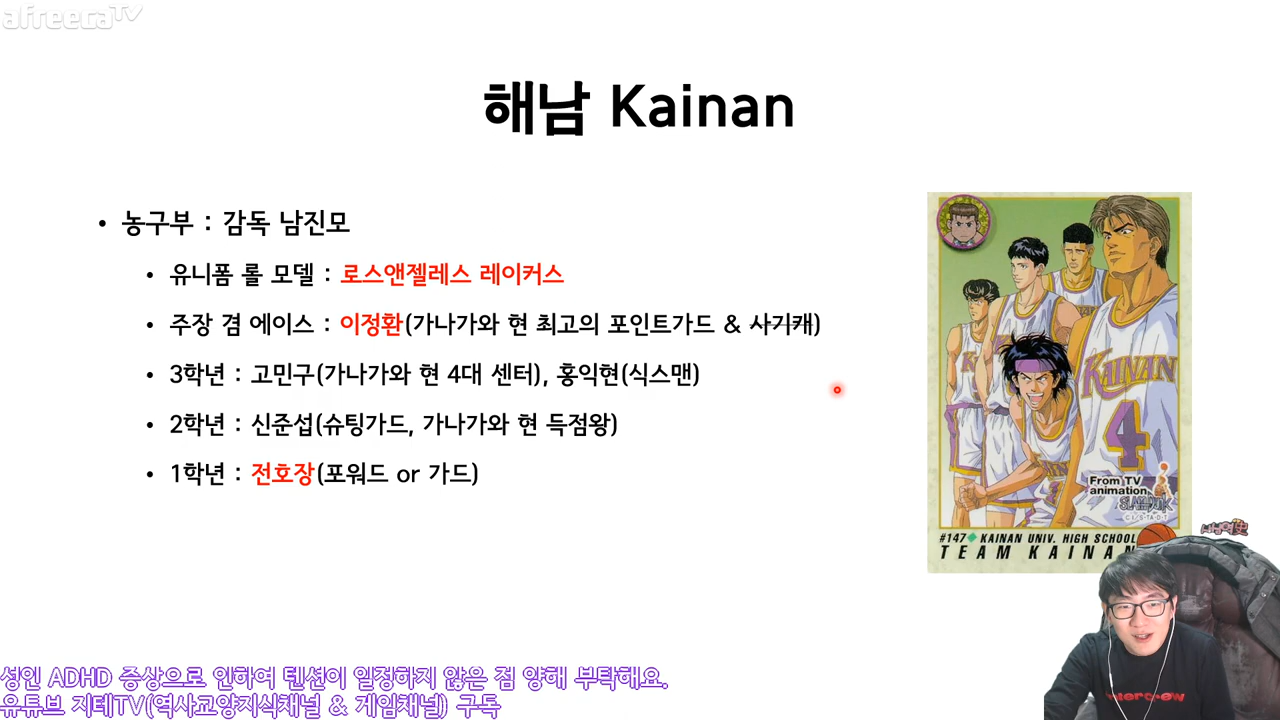 afreecaTV
해남 Kainan
• 농구부 : 감독 남진모
• 유니폼 롤 모델 : 로스앤젤레스 레이커스
• 주장 겸 에이스 : 이정환(가나가와 현 최고의 포인트가드 & 사기캐)
• 3학년 : 고민구(가나가와 현 4대 센터), 홍익현(식스맨)
• 2학년 : 신준섭(슈팅가드, 가나가와 현 득점왕)
• 1학년 : 전호장(포워드 or 가드)
KAINAN
4
From TV
animation
SLAM DUNK
#147 KAINAN UNIV. HIGH SCHOOL
TEAM KAINAN
interview
성인 ADHD 증상으로 인하여 텐션이 일정하지 않은 점 양해 부탁해요.
유튜브 지테TV(역사교양지식채널 & 게임채널) 구독